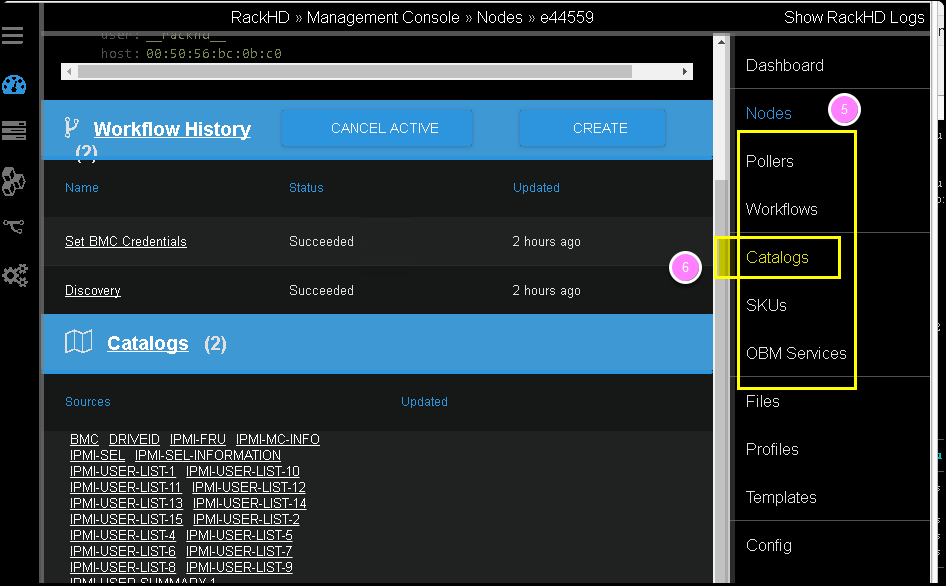 RackHD » Management Console » Nodes » e44559
Show RackHD Logs
user: __rackhd__
host: 00:50:56:bc:0b:c0
Workflow History (2)
CANCEL ACTIVE
CREATE
Name Status Updated
Set BMC Credentials Succeeded 2 hours ago
Discovery Succeeded 2 hours ago
Catalogs (2)
Sources Updated
BMC DRIVEID IPMI-FRU IPMI-MC-INFO
IPMI-SEL IPMI-SEL-INFORMATION
IPMI-USER-LIST-1 IPMI-USER-LIST-10
IPMI-USER-LIST-11 IPMI-USER-LIST-12
IPMI-USER-LIST-13 IPMI-USER-LIST-14
IPMI-USER-LIST-15 IPMI-USER-LIST-2
IPMI-USER-LIST-4 IPMI-USER-LIST-5
IPMI-USER-LIST-6 IPMI-USER-LIST-7
IPMI-USER-LIST-8 IPMI-USER-LIST-9
IPMI-USER-SUMMARY-1
Dashboard
Nodes
5
Pollers
Workflows
6
Catalogs
SKUs
OBM Services
Files
Profiles
Templates
Config